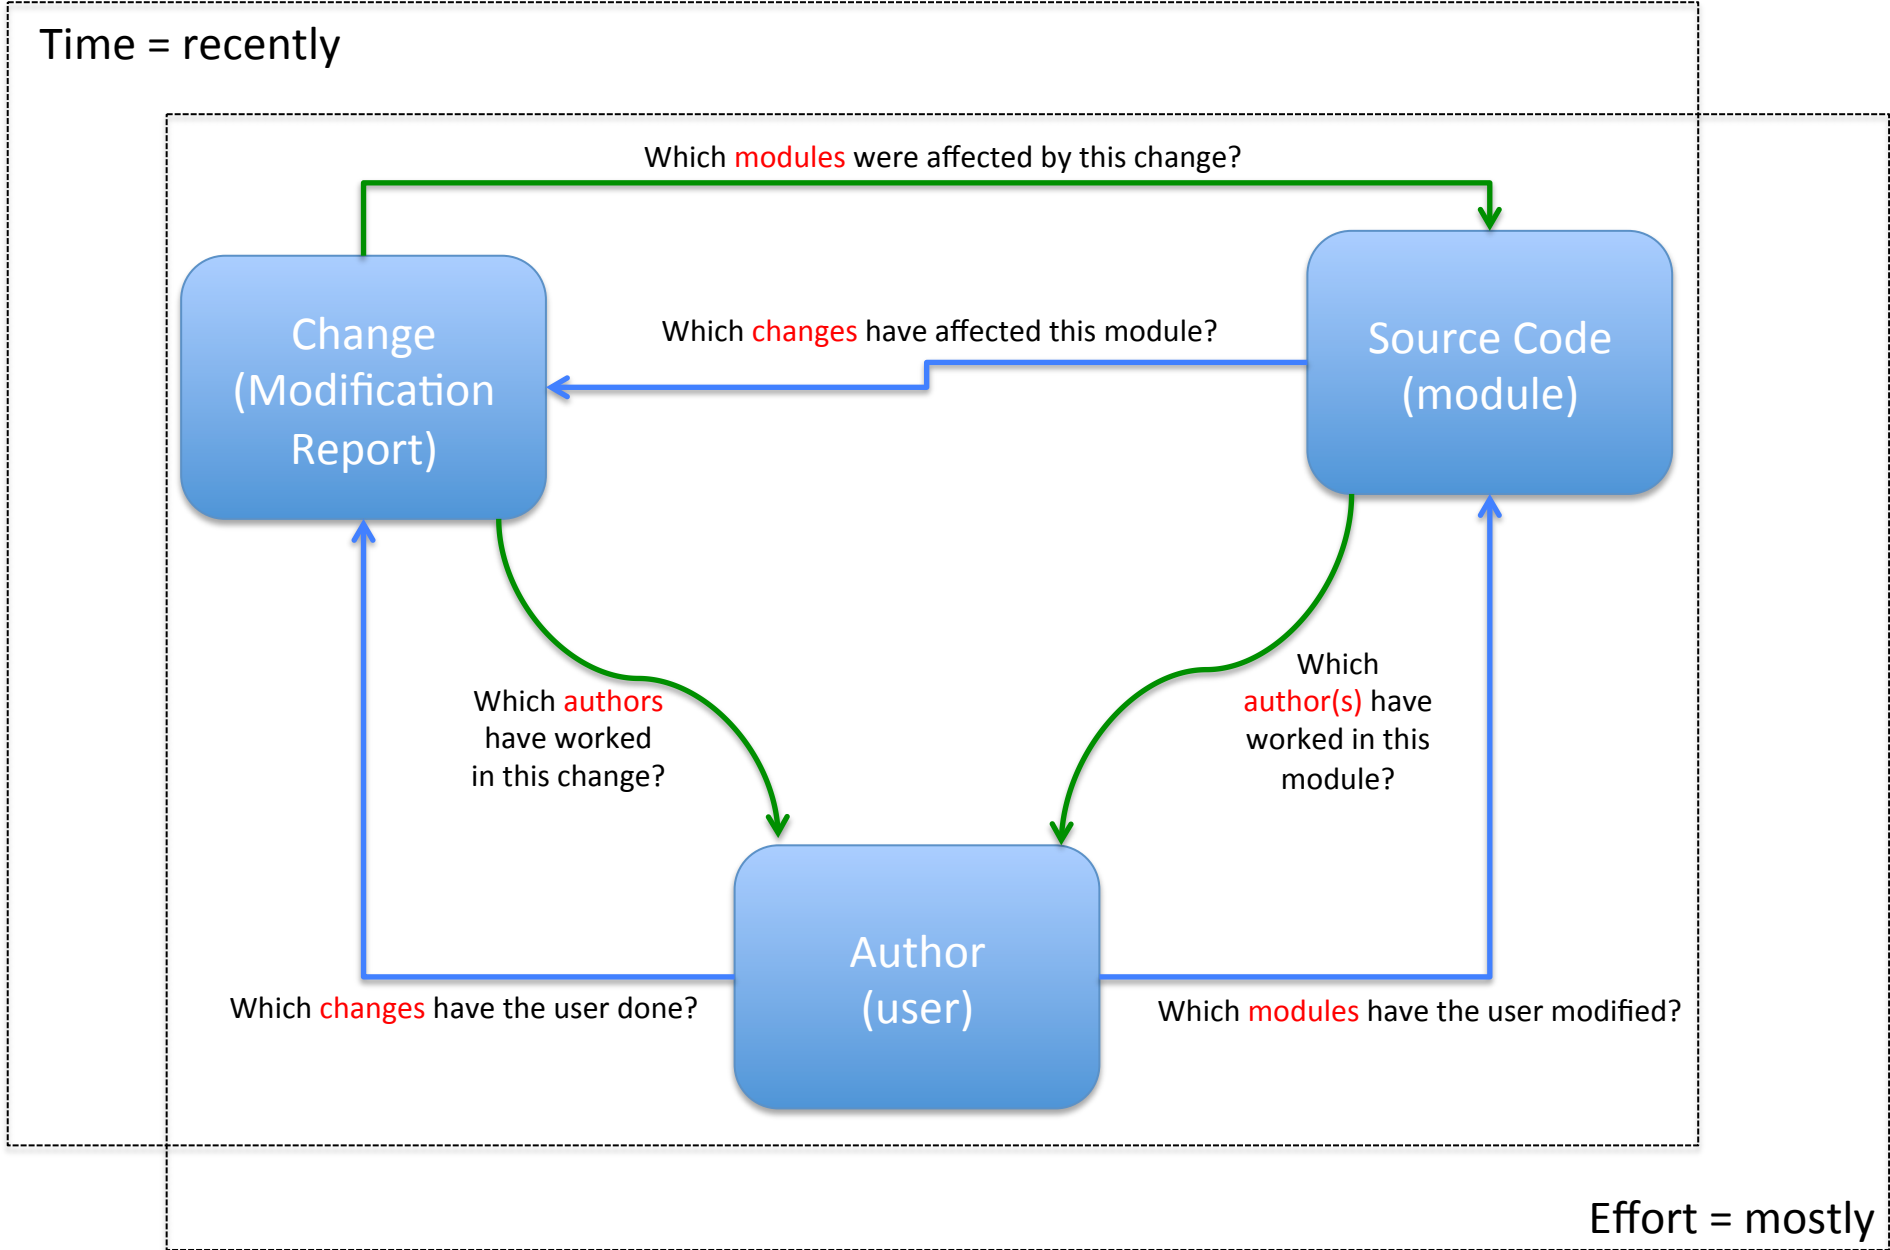 Time = recently
Which modules were affected by this change?
Change
(Modification
Report)
Which changes have affected this module?
Source Code
(module)
Which authors
have worked
in this change?
Which
author(s) have
worked in this
module?
Author
(user)
Which changes have the user done?
Which modules have the user modified?
Effort = mostly